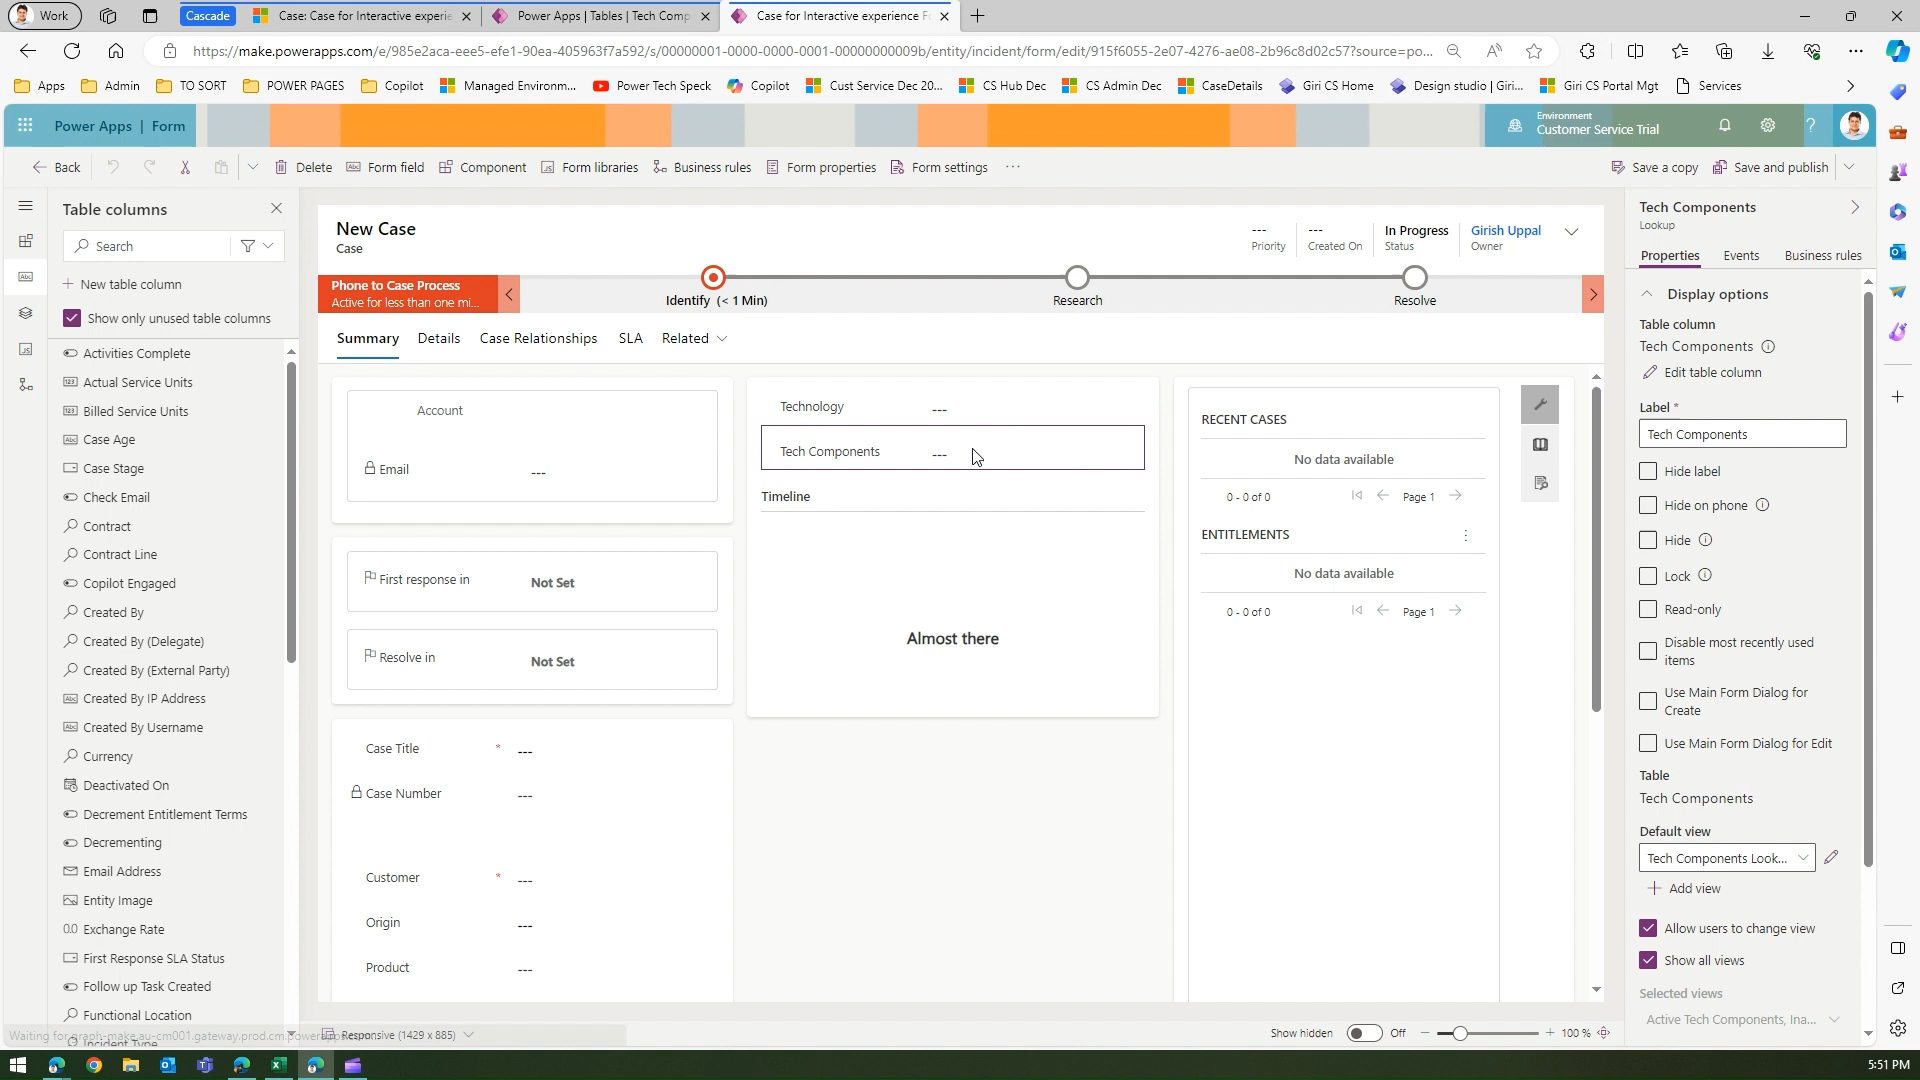 Work
Cascade
Case: Case for Interactive experie
Power Apps | Tables | Tech Comp
Case for Interactive experience F
https://make.powerapps.com/e/985e2aca-eee5-efe1-90ea-405963f7a592/s/00000001-0000-0000-0001-00000000009b/entity/incident/form/edit/915f6055-2e07-4276-ae08-2b96c8d02c57?source=po...
Apps
Admin
TO SORT
POWER PAGES
Copilot
Managed Environm...
Power Tech Speck
Copilot
Cust Service Dec 20...
CS Hub Dec
CS Admin Dec
CaseDetails
Giri CS Home
Design studio | Giri...
Giri CS Portal Mgt
Services
Power Apps | Form
Environment
Customer Service Trial
Back
Delete
Form field
Component
Form libraries
Business rules
Form properties
Form settings
Save a copy
Save and publish
Table columns
Search
New table column
Show only unused table columns
Activities Complete
Actual Service Units
Billed Service Units
Case Age
Case Stage
Check Email
Contract
Contract Line
Copilot Engaged
Created By
Created By (Delegate)
Created By (External Party)
Created By IP Address
Created By Username
Currency
Deactivated On
Decrement Entitlement Terms
Decrementing
Email Address
Entity Image
Exchange Rate
First Response SLA Status
Follow up Task Created
Functional Location
New Case
Case
---
Priority
---
Created On
In Progress
Status
Girish Uppal
Owner
Phone to Case Process
Active for less than one mi...
Identify (< 1 Min)
Research
Resolve
Summary
Details
Case Relationships
SLA
Related
Account
Email ---
First response in Not Set
Resolve in Not Set
Case Title * ---
Case Number ---
Customer * ---
Origin ---
Product ---
Technology ---
Tech Components ---
Timeline
Almost there
RECENT CASES
No data available
0 - 0 of 0
Page 1
ENTITLEMENTS
No data available
0 - 0 of 0
Page 1
Tech Components
Lookup
Properties
Events
Business rules
Display options
Table column
Tech Components
Edit table column
Label *
Tech Components
Hide label
Hide on phone
Hide
Lock
Read-only
Disable most recently used
items
Use Main Form Dialog for
Create
Use Main Form Dialog for Edit
Table
Tech Components
Default view
Tech Components Look...
Add view
Allow users to change view
Show all views
Selected views
Active Tech Components, Ina...
Responsive (1429 x 885)
Show hidden
Off
100 %
5:51 PM